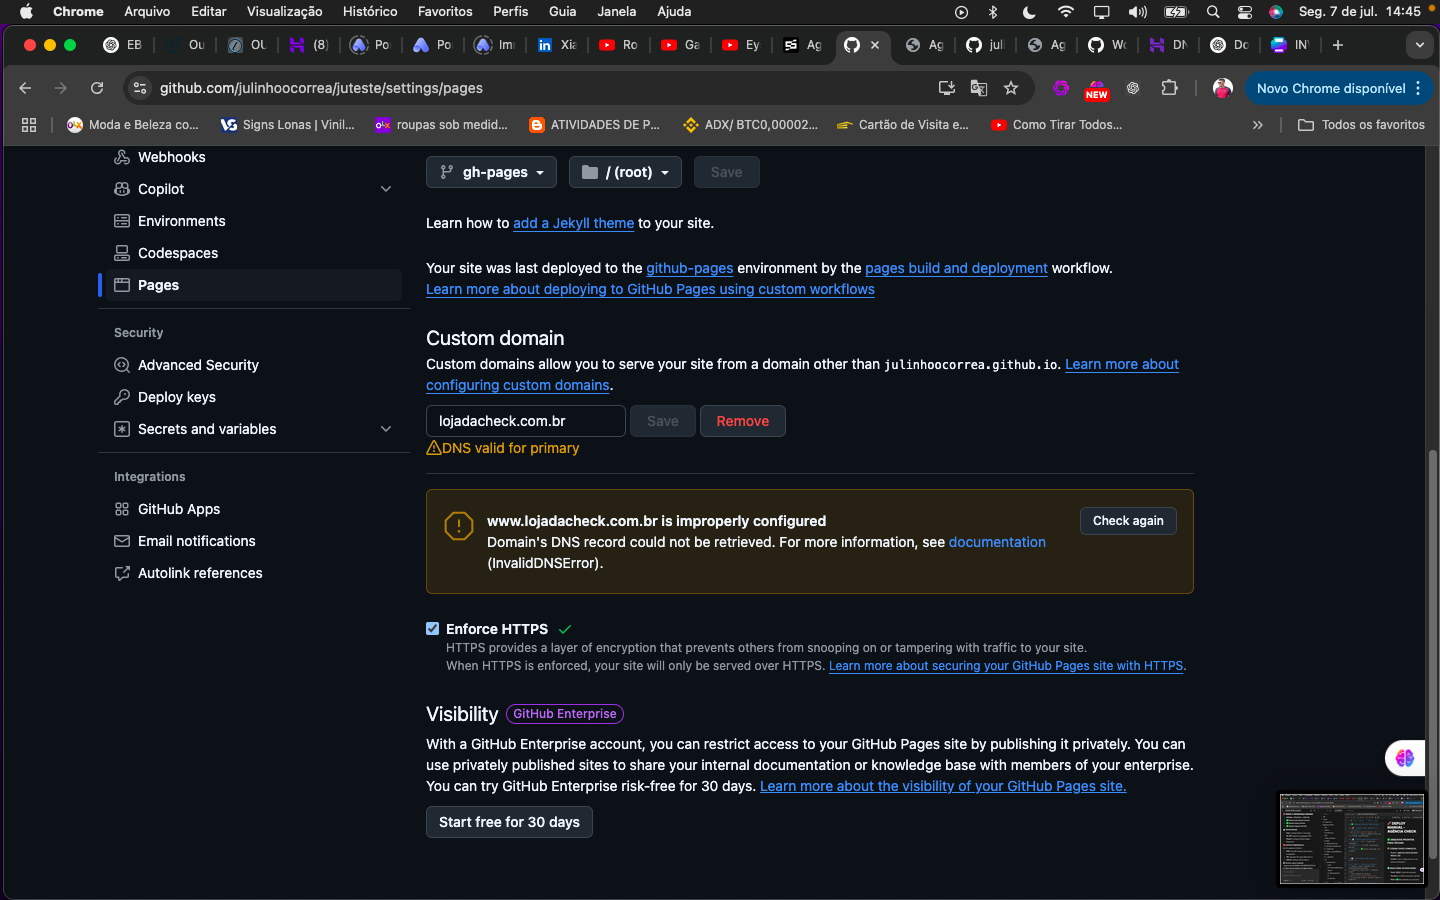 Chrome Arquivo Editar Visualização Histórico Favoritos Perfis Guia Janela Ajuda Seg. 7 de jul. 14:45
EB Ou OU (8) Po Po Im Xia Ro Ga Ey Ag Ag juli Ag Wo DN Do INV
github.com/julinhoocorrea/juteste/settings/pages NEW Novo Chrome disponível
Moda e Beleza co... Signs Lonas | Vinil... roupas sob medid... ATIVIDADES DE P... ADX/ BTC0,00002... Cartão de Visita e... Como Tirar Todos... Todos os favoritos
Webhooks
Copilot
Environments
Codespaces
Pages
Security
Advanced Security
Deploy keys
Secrets and variables
Integrations
GitHub Apps
Email notifications
Autolink references
gh-pages / (root) Save
Learn how to add a Jekyll theme to your site.
Your site was last deployed to the github-pages environment by the pages build and deployment workflow.
Learn more about deploying to GitHub Pages using custom workflows
Custom domain
Custom domains allow you to serve your site from a domain other than julinhoocorrea.github.io. Learn more about
configuring custom domains.
lojadacheck.com.br Save Remove
DNS valid for primary
www.lojadacheck.com.br is improperly configured
Check again
Domain's DNS record could not be retrieved. For more information, see documentation
(InvalidDNSError).
Enforce HTTPS
HTTPS provides a layer of encryption that prevents others from snooping on or tampering with traffic to your site.
When HTTPS is enforced, your site will only be served over HTTPS. Learn more about securing your GitHub Pages site with HTTPS.
Visibility GitHub Enterprise
With a GitHub Enterprise account, you can restrict access to your GitHub Pages site by publishing it privately. You can
use privately published sites to share your internal documentation or knowledge base with members of your enterprise.
You can try GitHub Enterprise risk-free for 30 days. Learn more about the visibility of your GitHub Pages site.
Start free for 30 days
DEPLOY
MANUAL -
AGÊNCIA CHECK